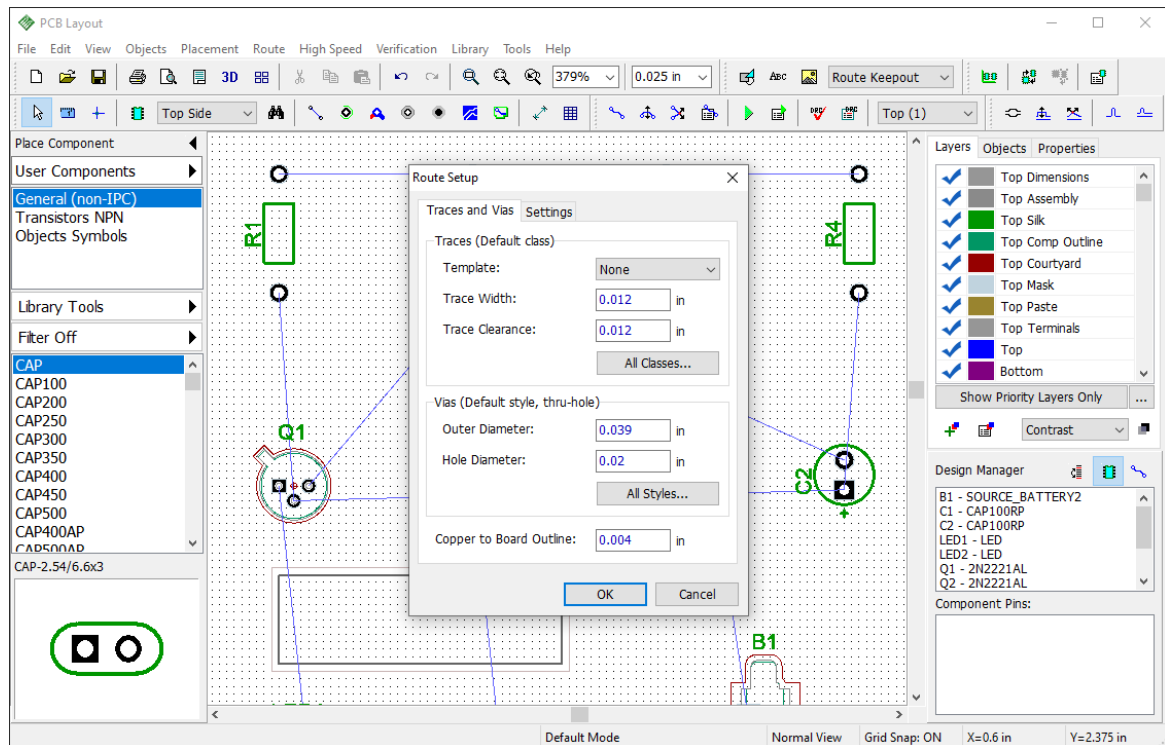 PCB Layout
File Edit View Objects Placement Route High Speed Verification Library Tools Help
3D 379% 0.025 in ABC Route Keepout
Top Side DRC DRC Top (1)
Place Component
User Components
General (non-IPC)
Transistors NPN
Objects Symbols
Library Tools
Filter Off
CAP
CAP100
CAP200
CAP250
CAP300
CAP350
CAP400
CAP450
CAP500
CAP400AP
CAP500AP
CAP-2.54/6.6x3
R1
Q1
R4
C2
+
B1
Route Setup
Traces and Vias Settings
Traces (Default class)
Template: None
Trace Width: 0.012 in
Trace Clearance: 0.012 in
All Classes...
Vias (Default style, thru-hole)
Outer Diameter: 0.039 in
Hole Diameter: 0.02 in
All Styles...
Copper to Board Outline: 0.004 in
OK Cancel
Layers Objects Properties
Top Dimensions
Top Assembly
Top Silk
Top Comp Outline
Top Courtyard
Top Mask
Top Paste
Top Terminals
Top
Bottom
Show Priority Layers Only ...
Contrast
Design Manager
B1 - SOURCE_BATTERY2
C1 - CAP100RP
C2 - CAP100RP
LED1 - LED
LED2 - LED
Q1 - 2N2221AL
Q2 - 2N2221AL
Component Pins:
Default Mode Normal View Grid Snap: ON X=0.6 in Y=2.375 in